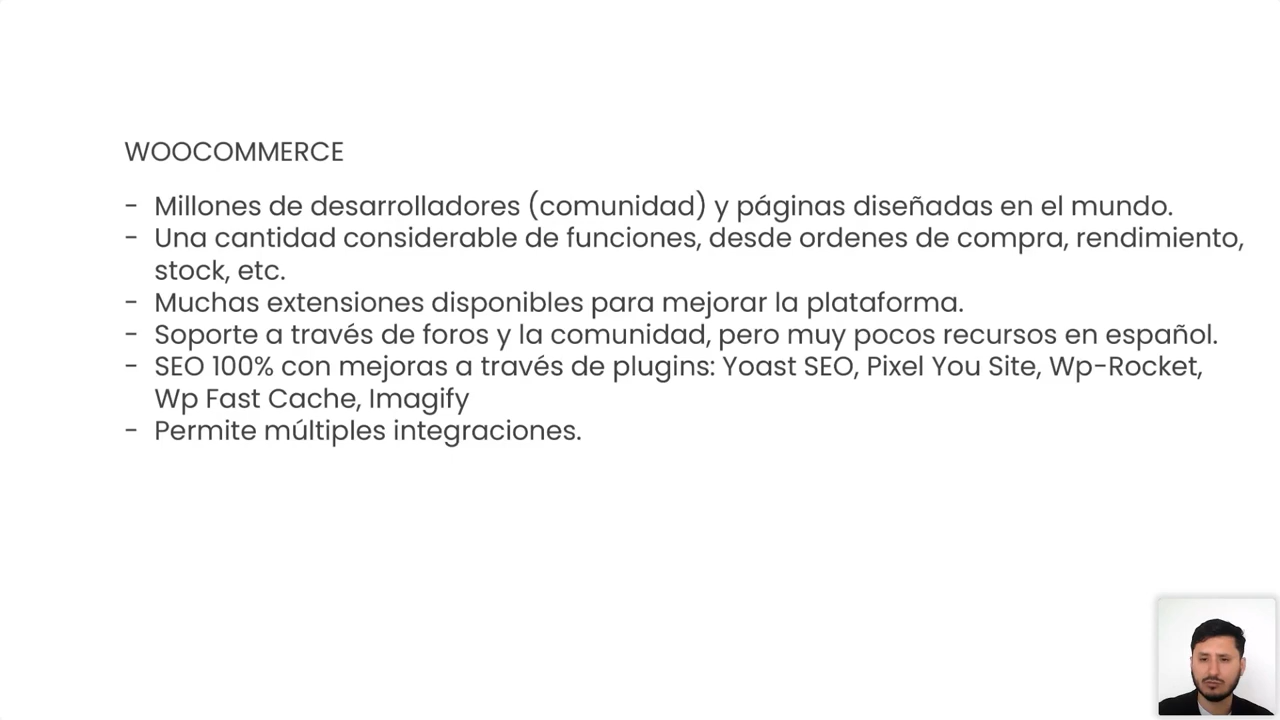 WOOCOMMERCE
- Millones de desarrolladores (comunidad) y páginas diseñadas en el mundo.
- Una cantidad considerable de funciones, desde ordenes de compra, rendimiento,
stock, etc.
- Muchas extensiones disponibles para mejorar la plataforma.
- Soporte a través de foros y la comunidad, pero muy pocos recursos en español.
- SEO 100% con mejoras a través de plugins: Yoast SEO, Pixel You Site, Wp-Rocket,
Wp Fast Cache, Imagify
- Permite múltiples integraciones.